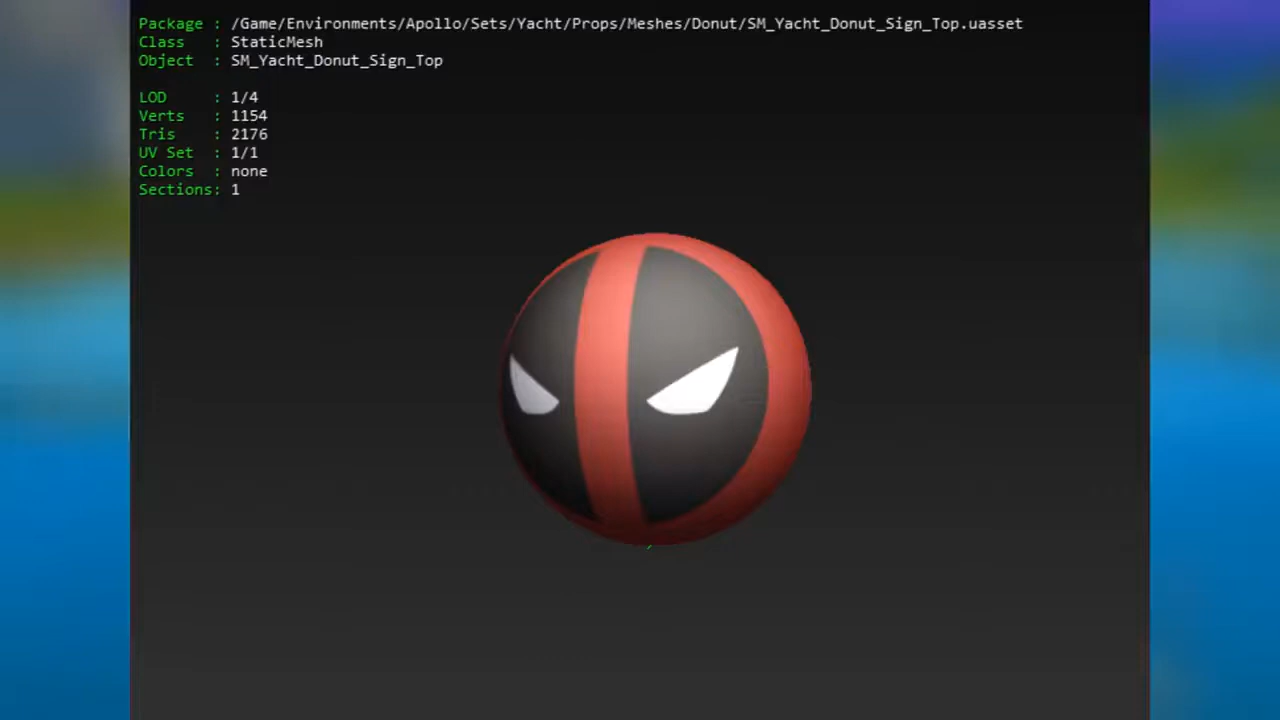 Package : /Game/Environments/Apollo/Sets/Yacht/Props/Meshes/Donut/SM_Yacht_Donut_Sign_Top.uasset
Class : StaticMesh
Object : SM_Yacht_Donut_Sign_Top
LOD : 1/4
Verts : 1154
Tris : 2176
UV Set : 1/1
Colors : none
Sections: 1